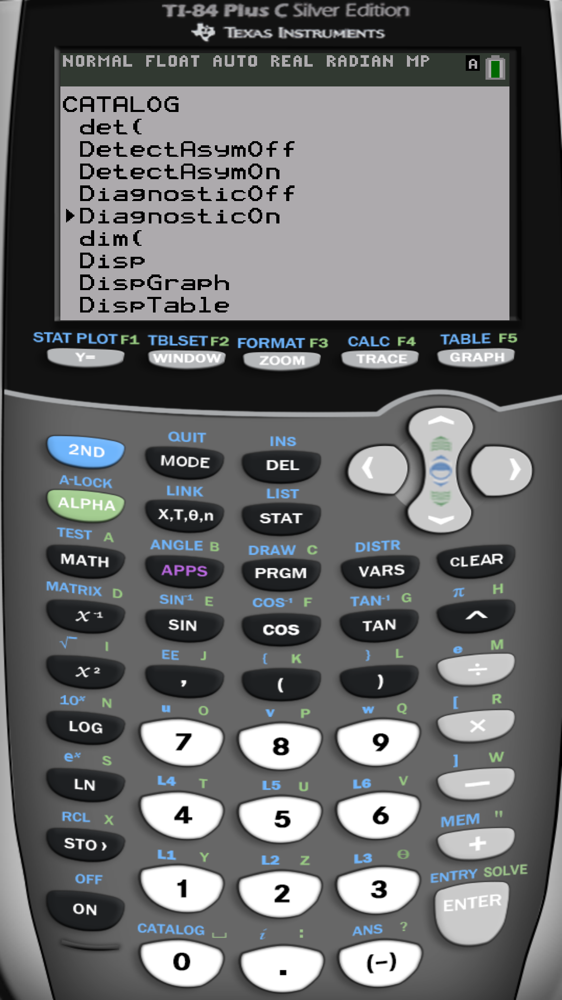 TI-84 Plus C Silver Edition
TEXAS INSTRUMENTS
NORMAL FLOAT AUTO REAL RADIAN MP A
CATALOG
det(
DetectAsymOff
DetectAsymOn
DiagnosticOff
▶DiagnosticOn
dim(
Disp
DispGraph
DispTable
STAT PLOT F1 TBLSET F2 FORMAT F3 CALC F4 TABLE F5
Y= WINDOW ZOOM TRACE GRAPH
QUIT INS
2ND MODE DEL
A-LOCK LINK LIST
ALPHA X,T,θ,n STAT
TEST A ANGLE B DRAW C DISTR
MATH APPS PRGM VARS CLEAR
MATRIX D SIN⁻¹ E COS⁻¹ F TAN⁻¹ G π H
x⁻¹ SIN COS TAN ^
√ I EE J { K } L e M
x² , ( ) ÷
10ˣ N u O v P w Q [ R
LOG 7 8 9 ×
eˣ S L4 T L5 U L6 V ] W
LN 4 5 6 —
RCL X L1 Y L2 Z L3 θ MEM "
STO › 1 2 3 +
OFF CATALOG ⎵ i : ANS ? ENTRY SOLVE
ON 0 . (−) ENTER